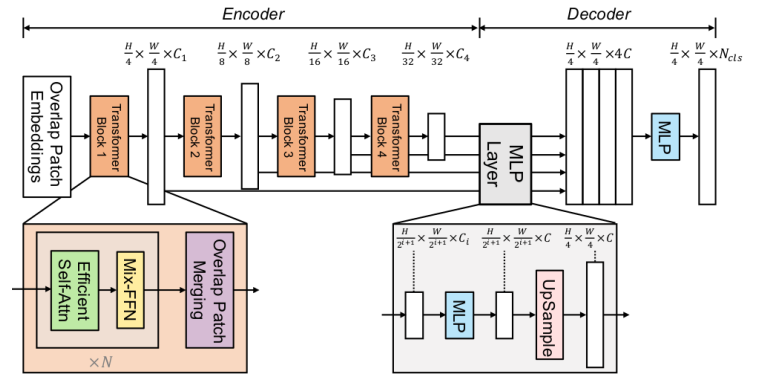 Encoder
Decoder
H/4 × W/4 × C₁
H/8 × W/8 × C₂
H/16 × W/16 × C₃
H/32 × W/32 × C₄
H/4 × W/4 × 4C
H/4 × W/4 × N_cls
Overlap Patch
Embeddings
Transformer
Block 1
Transformer
Block 2
Transformer
Block 3
Transformer
Block 4
MLP
Layer
MLP
Efficient
Self-Attn
Mix-FFN
Overlap Patch
Merging
×N
H/2^{i+1} × W/2^{i+1} × C_i
H/2^{i+1} × W/2^{i+1} × C
H/4 × W/4 × C
MLP
UpSample